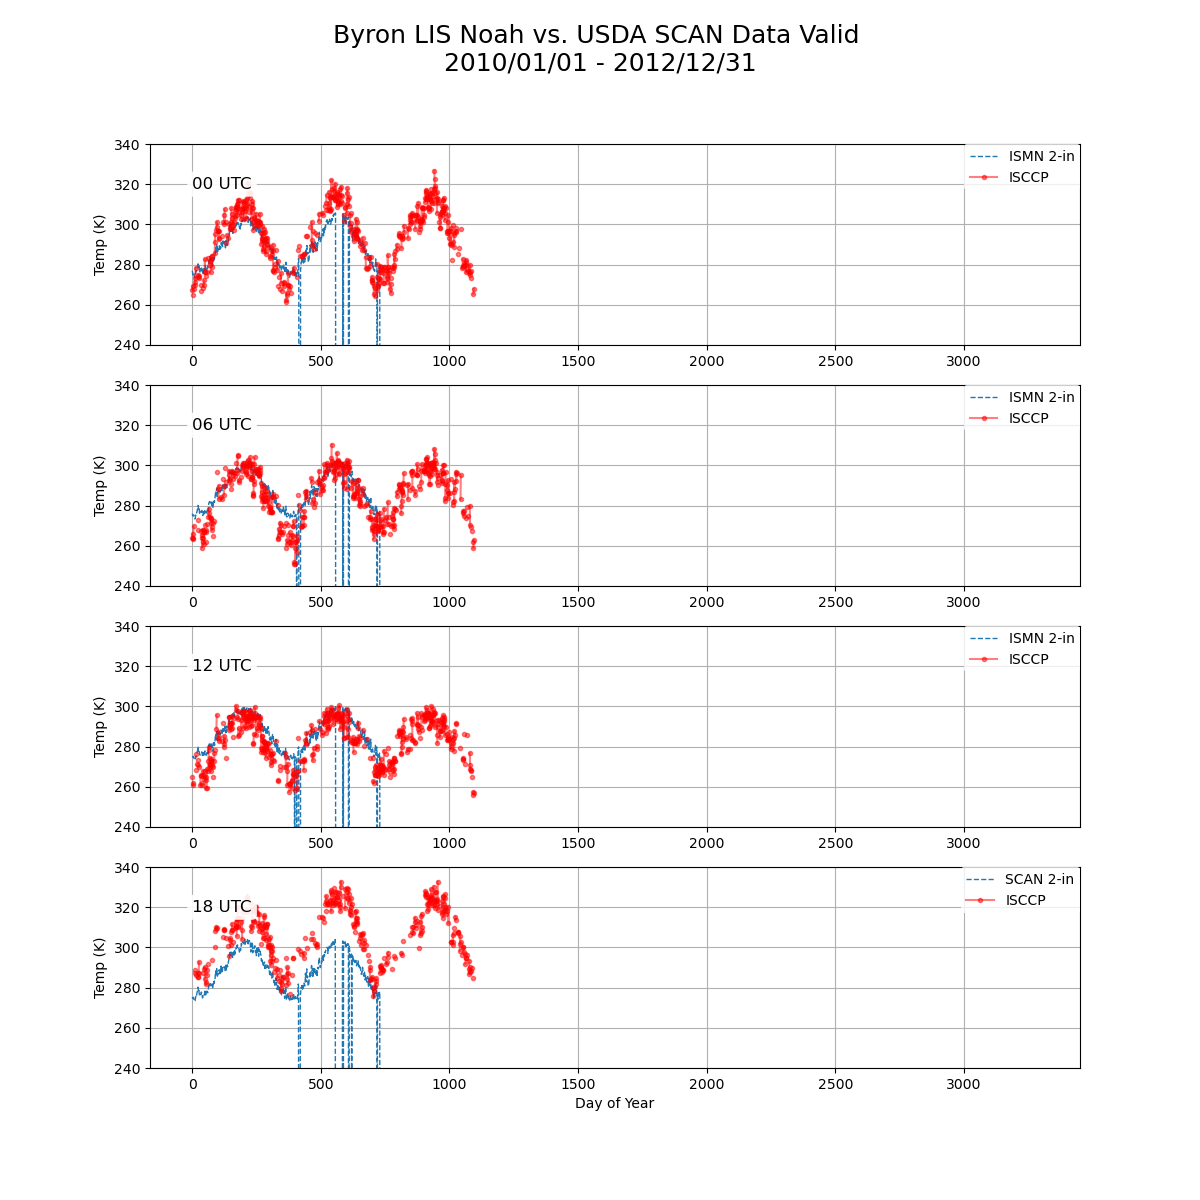 Byron LIS Noah vs. USDA SCAN Data Valid
2010/01/01 - 2012/12/31
340
320
300
280
260
240
Temp (K)
00 UTC
ISMN 2-in
ISCCP
0 500 1000 1500 2000 2500 3000
340
320
300
280
260
240
Temp (K)
06 UTC
ISMN 2-in
ISCCP
0 500 1000 1500 2000 2500 3000
340
320
300
280
260
240
Temp (K)
12 UTC
ISMN 2-in
ISCCP
0 500 1000 1500 2000 2500 3000
340
320
300
280
260
240
Temp (K)
18 UTC
SCAN 2-in
ISCCP
0 500 1000 1500 2000 2500 3000
Day of Year